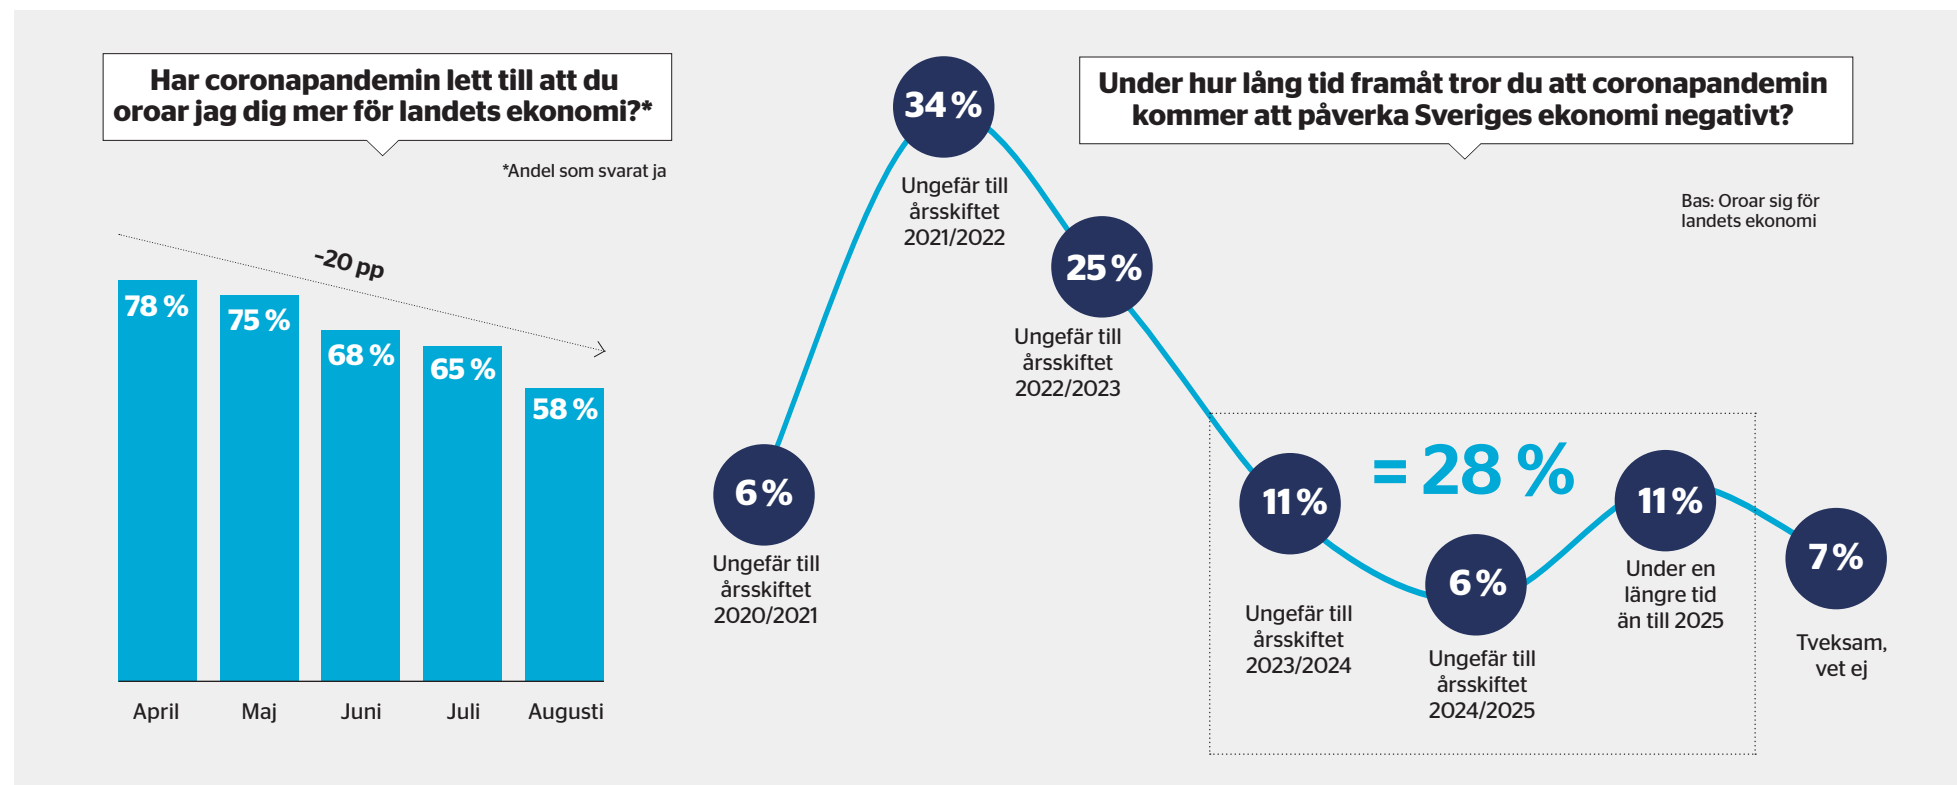 Har coronapandemin lett till att du
oroar jag dig mer för landets ekonomi?*
*Andel som svarat ja
-20 pp
78 %
75 %
68 %
65 %
58 %
April
Maj
Juni
Juli
Augusti
Under hur lång tid framåt tror du att coronapandemin
kommer att påverka Sveriges ekonomi negativt?
Bas: Oroar sig för
landets ekonomi
6 %
Ungefär till
årsskiftet
2020/2021
34 %
Ungefär till
årsskiftet
2021/2022
25 %
Ungefär till
årsskiftet
2022/2023
= 28 %
11 %
Ungefär till
årsskiftet
2023/2024
6 %
Ungefär till
årsskiftet
2024/2025
11 %
Under en
längre tid
än till 2025
7 %
Tveksam,
vet ej